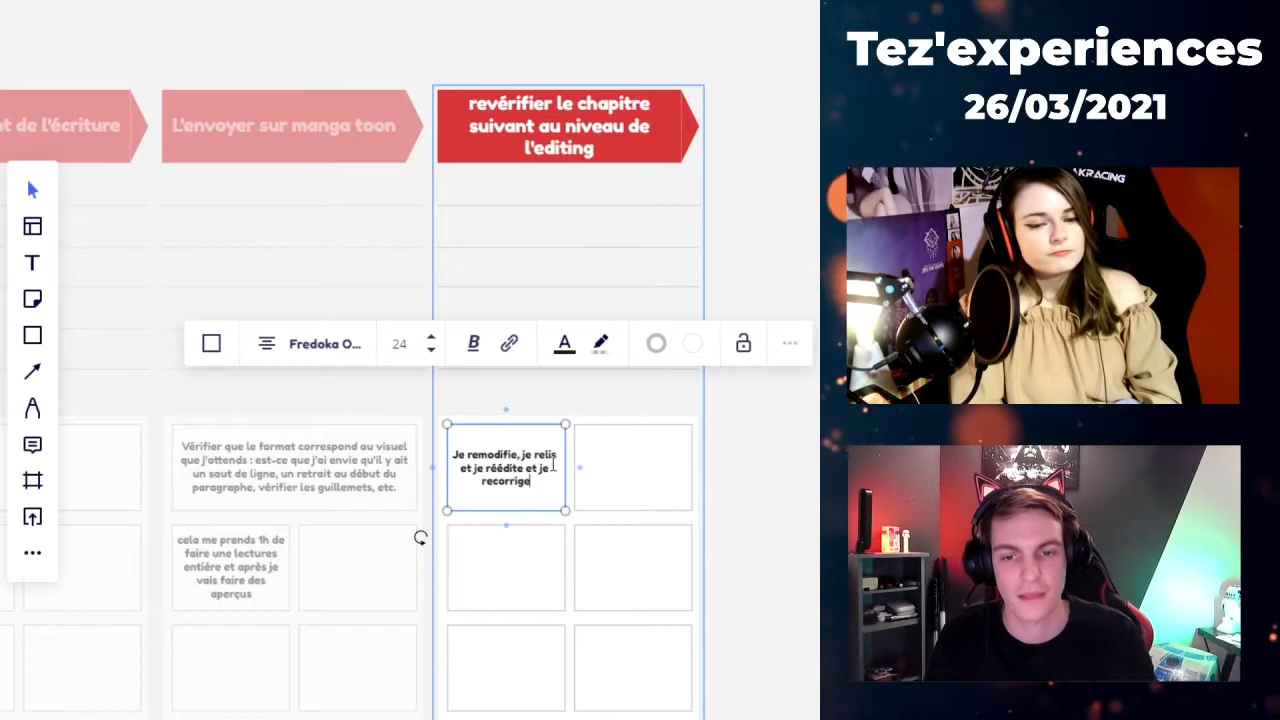 Tez'experiences
26/03/2021
nt de l'écriture
L'envoyer sur manga toon
revérifier le chapitre
suivant au niveau de
l'editing
AKRACING
T
Fredoka O...
24
B
A
Vérifier que le format correspond au visuel
que j'attends : est-ce que j'ai envie qu'il y ait
un saut de ligne, un retrait au début du
paragraphe, vérifier les guillemets, etc.
Je remodifie, je relis
et je réédite et je
recorrige
cela me prends 1h de
faire une lectures
entière et après je
vais faire des
aperçus